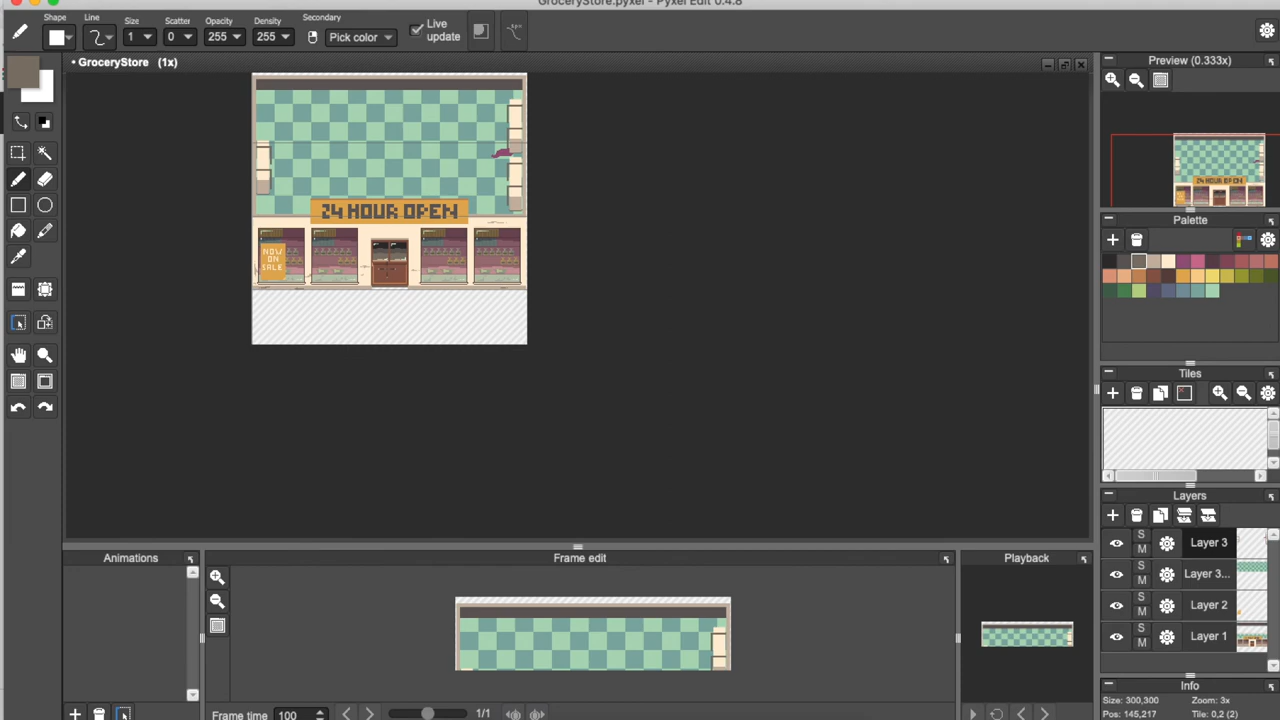 GroceryStore.pyxel - Pyxel Edit 0.4.8
Shape Line Size Scatter Opacity Density Secondary
1 0 255 255 Pick color Live update
• GroceryStore (1x)
Preview (0.333x)
24 HOUR OPEN
24 HOUR OPEN
NOW
ON
SALE
Palette
Tiles
Layers
S
M
Layer 3
S
M
Layer 3...
S
M
Layer 2
S
M
Layer 1
Animations
Frame edit
Playback
Frame time 100 1/1
Info
Size: 300,300 Zoom: 3x
Pos: 145,217 Tile: 0,2 (2)